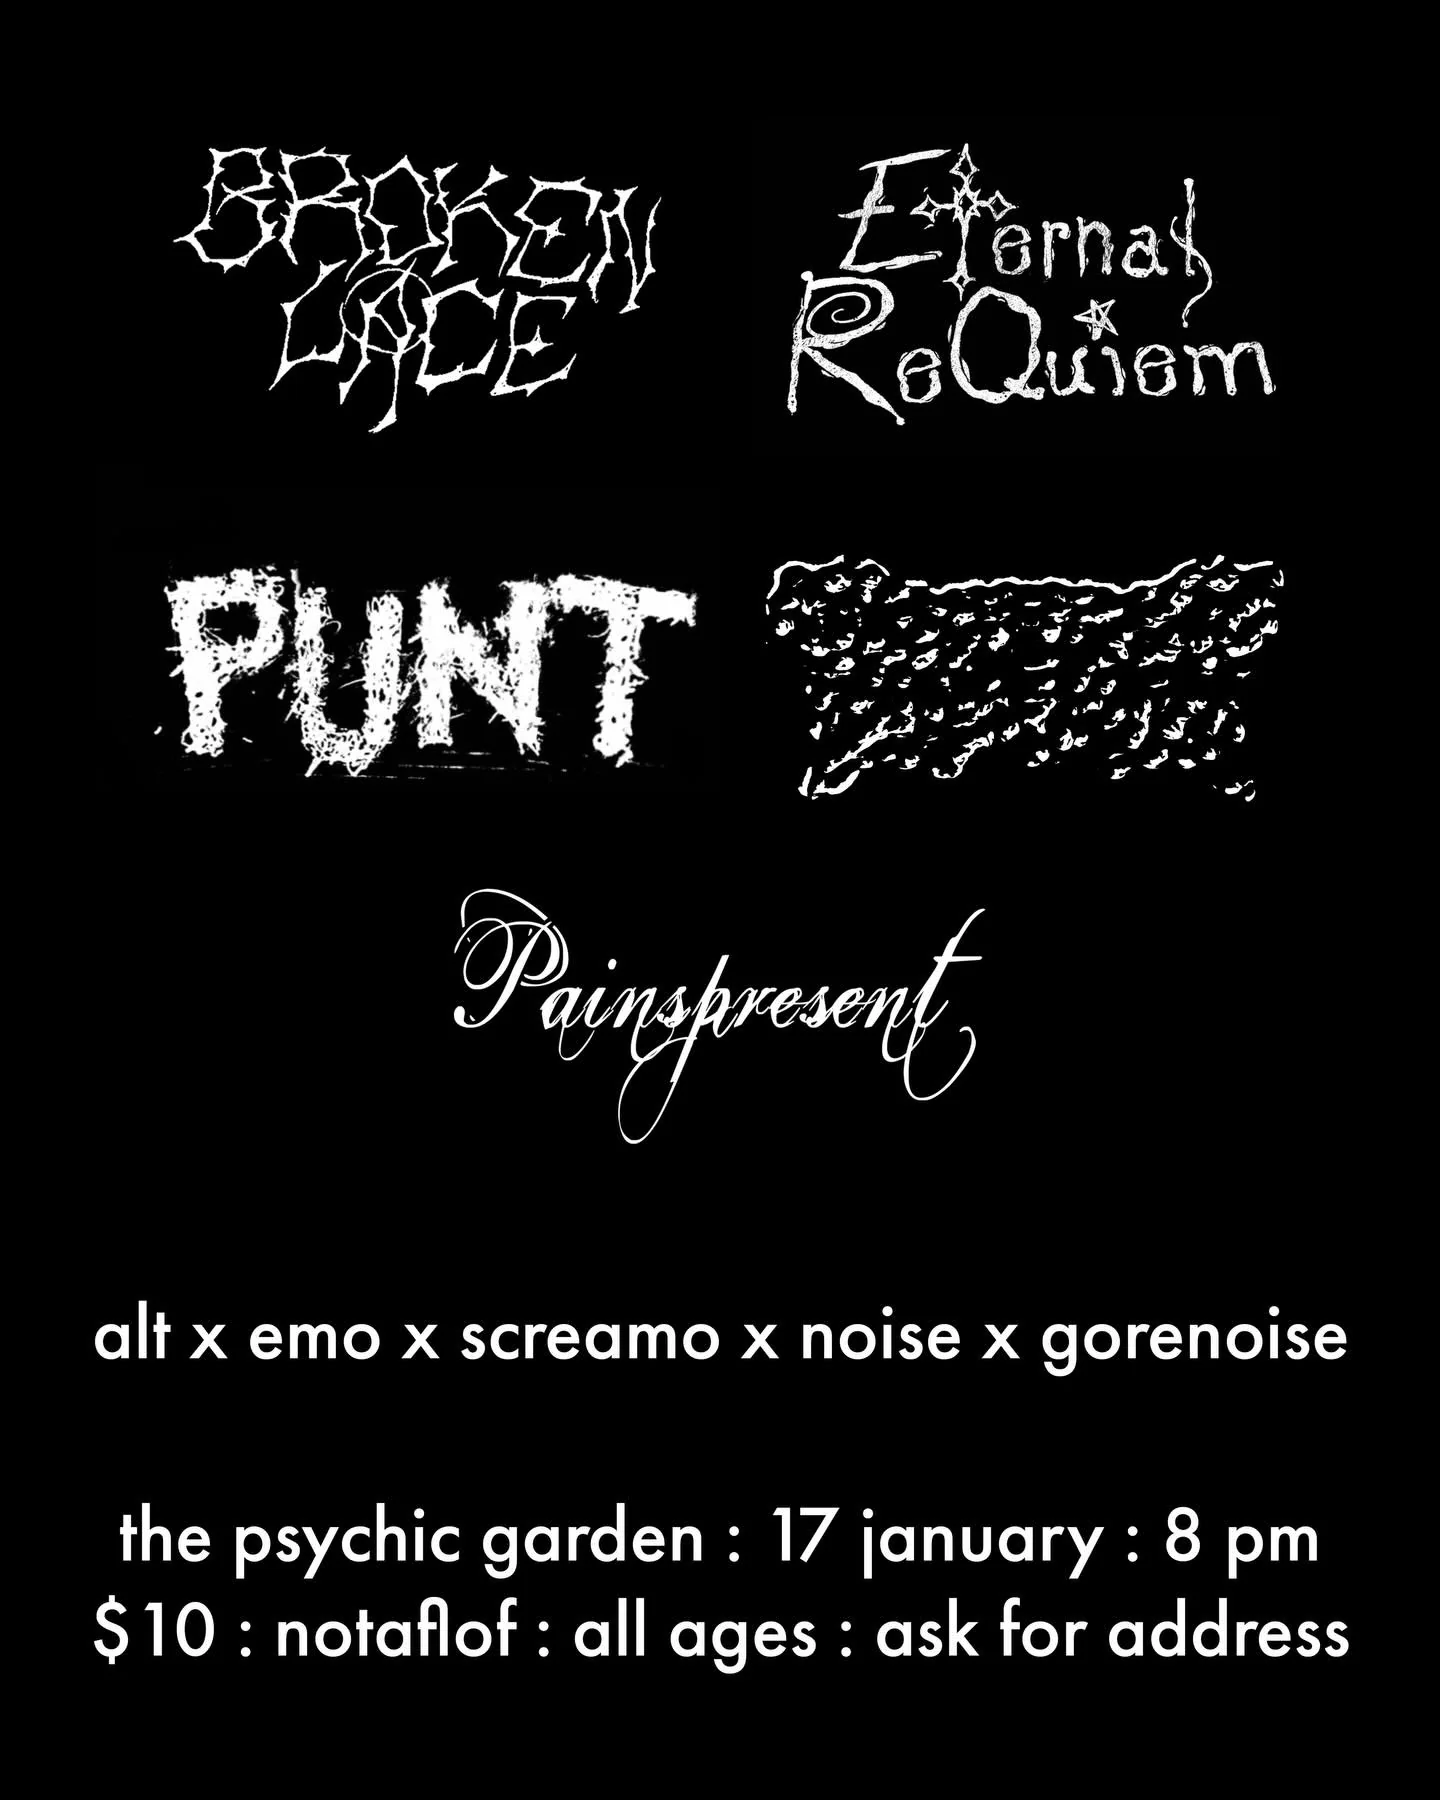 BROKEN
LACE
Eternal
ReQuiem
PUNT
Painspresent
alt x emo x screamo x noise x gorenoise
the psychic garden : 17 january : 8 pm
$10 : notaflof : all ages : ask for address